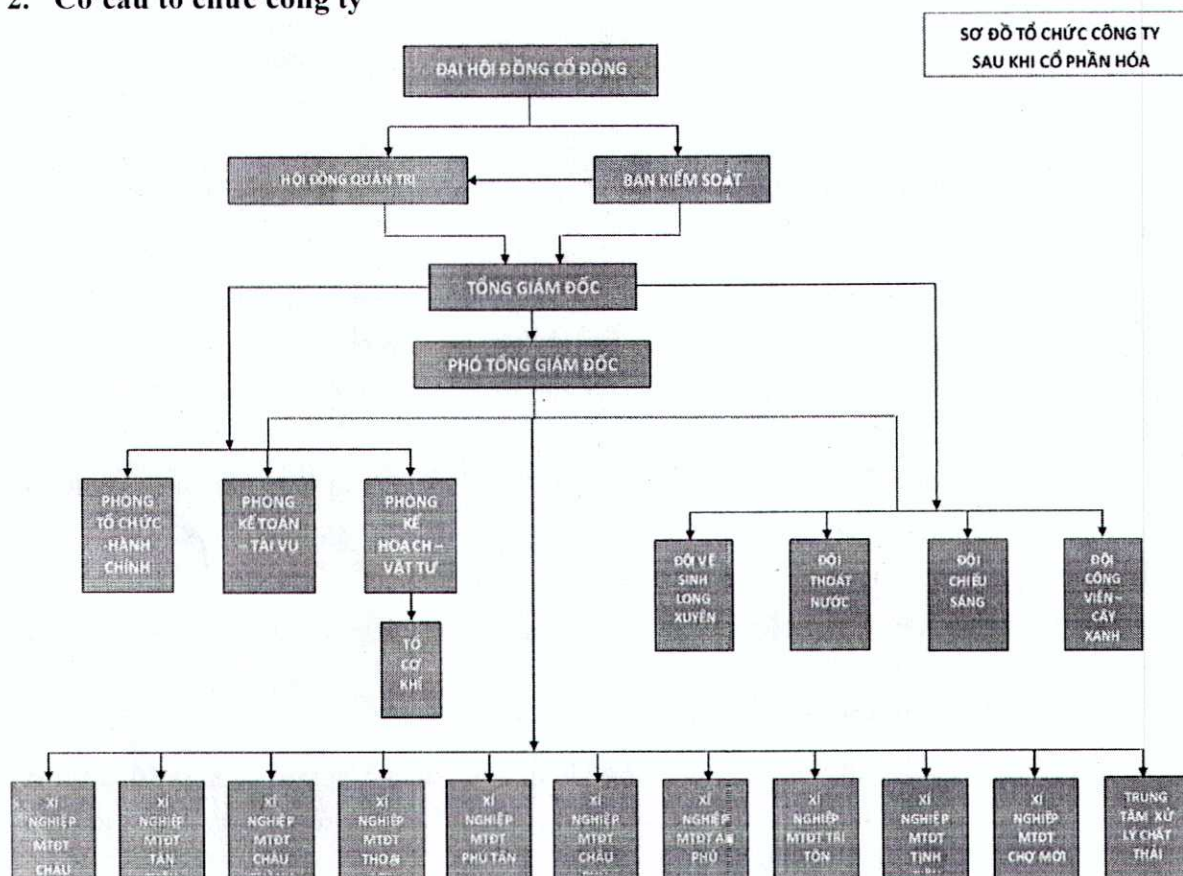 2. Cơ cấu tổ chức công ty
SƠ ĐỒ TỔ CHỨC CÔNG TY
SAU KHI CỔ PHẦN HÓA
ĐẠI HỘI ĐỒNG CỔ ĐÔNG
HỘI ĐỒNG QUẢN TRỊ
BAN KIỂM SOÁT
TỔNG GIÁM ĐỐC
PHÓ TỔNG GIÁM ĐỐC
PHÒNG
TỔ CHỨC
-HÀNH
CHÍNH
PHÒNG
KẾ TOÁN
– TÀI VỤ
PHÒNG
KẾ
HOẠCH –
VẬT TƯ
TỔ
CƠ
KHÍ
ĐỘI VỆ
SINH
LONG
XUYÊN
ĐỘI
THOÁT
NƯỚC
ĐỘI
CHIẾU
SÁNG
ĐỘI
CÔNG
VIÊN –
CÂY
XANH
XÍ
NGHIỆP
MTĐT
CHÂU
XÍ
NGHIỆP
MTĐT
TÂN
XÍ
NGHIỆP
MTĐT
CHÂU
XÍ
NGHIỆP
MTĐT
THOẠI
XÍ
NGHIỆP
MTĐT
PHÚ TÂN
XÍ
NGHIỆP
MTĐT
CHÂU
XÍ
NGHIỆP
MTĐT AN
PHÚ
XÍ
NGHIỆP
MTĐT TRI
TÔN
XÍ
NGHIỆP
MTĐT
TỊNH
XÍ
NGHIỆP
MTĐT
CHỢ MỚI
TRUNG
TÂM XỬ
LÝ CHẤT
THẢI